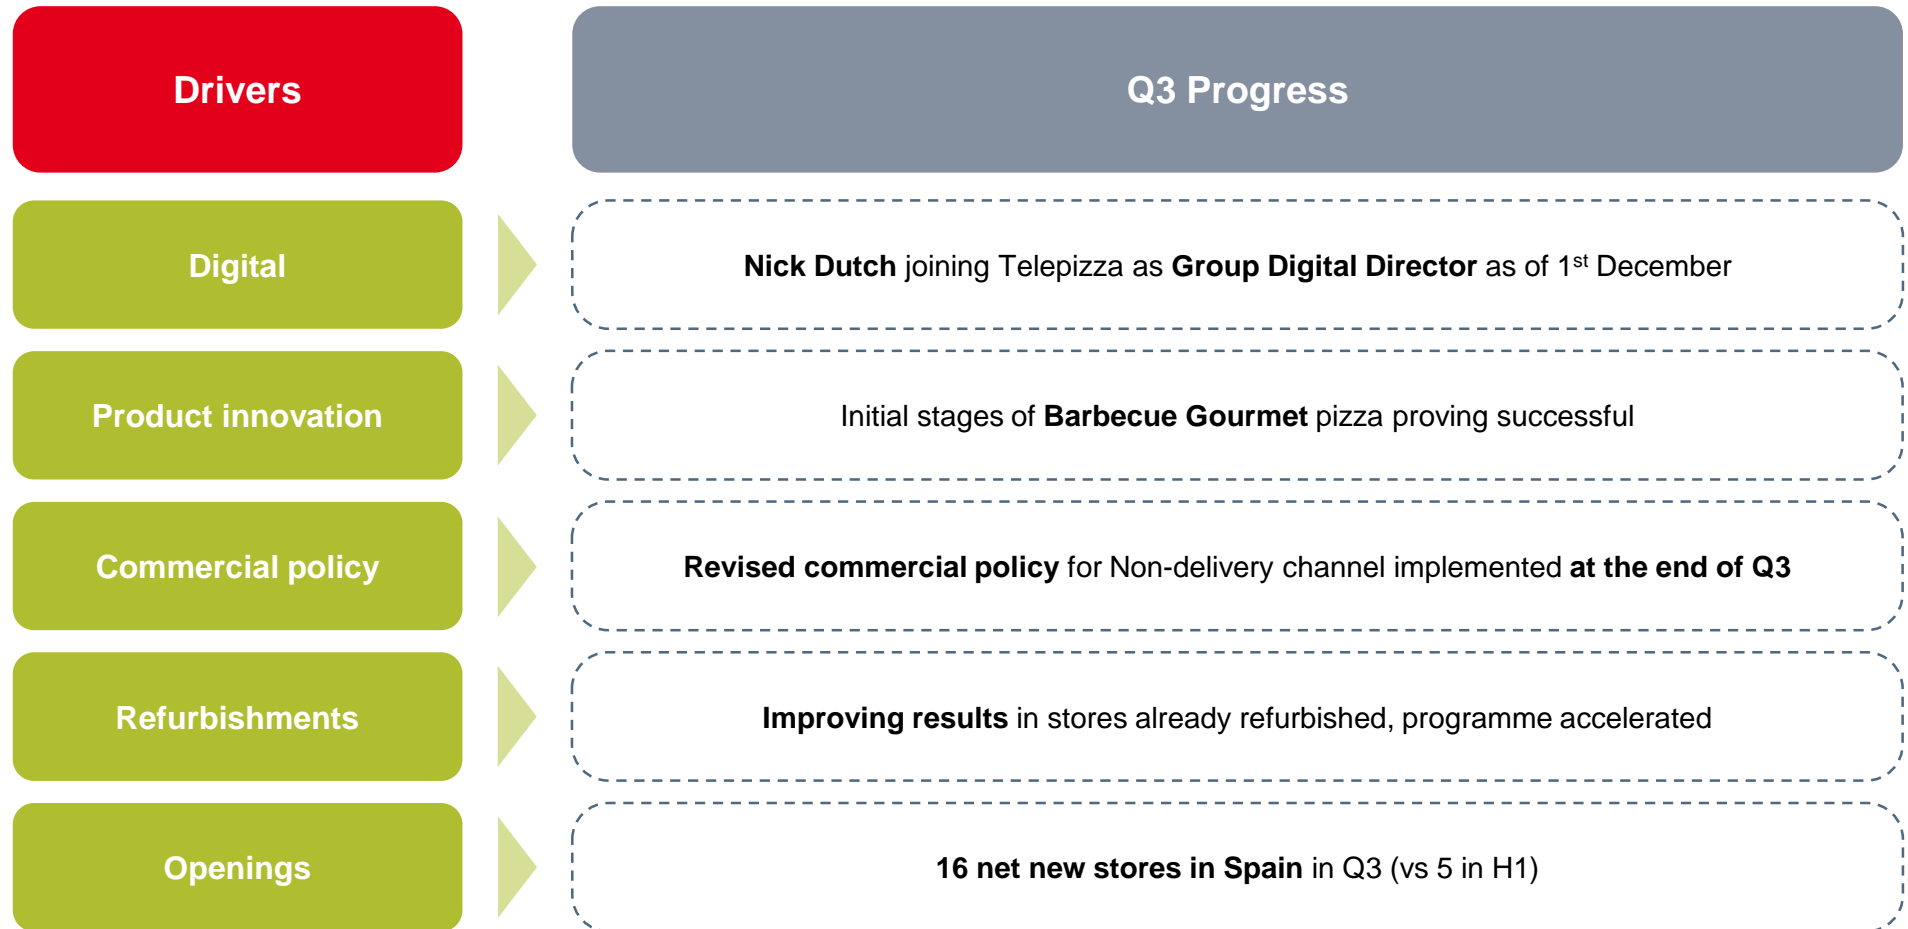 Drivers
Q3 Progress
Digital
Nick Dutch joining Telepizza as Group Digital Director as of 1st December
Product innovation
Initial stages of Barbecue Gourmet pizza proving successful
Commercial policy
Revised commercial policy for Non-delivery channel implemented at the end of Q3
Refurbishments
Improving results in stores already refurbished, programme accelerated
Openings
16 net new stores in Spain in Q3 (vs 5 in H1)